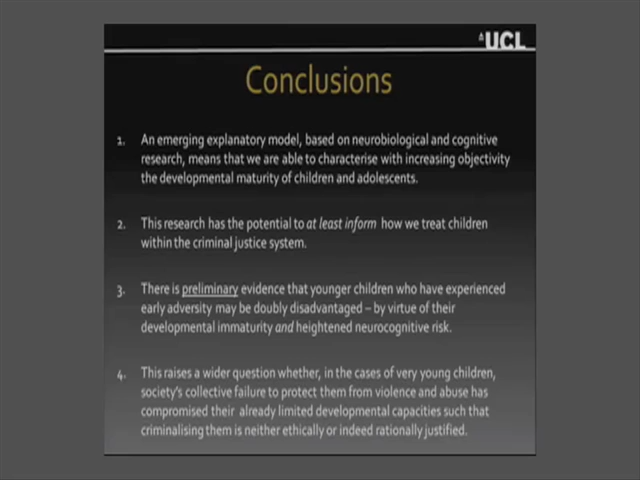 UCL
Conclusions
1. An emerging explanatory model, based on neurobiological and cognitive
research, means that we are able to characterise with increasing objectivity
the developmental maturity of children and adolescents.
2. This research has the potential to at least inform how we treat children
within the criminal justice system.
3. There is preliminary evidence that younger children who have experienced
early adversity may be doubly disadvantaged – by virtue of their
developmental immaturity and heightened neurocognitive risk.
4. This raises a wider question whether, in the cases of very young children,
society's collective failure to protect them from violence and abuse has
compromised their already limited developmental capacities such that
criminalising them is neither ethically or indeed rationally justified.